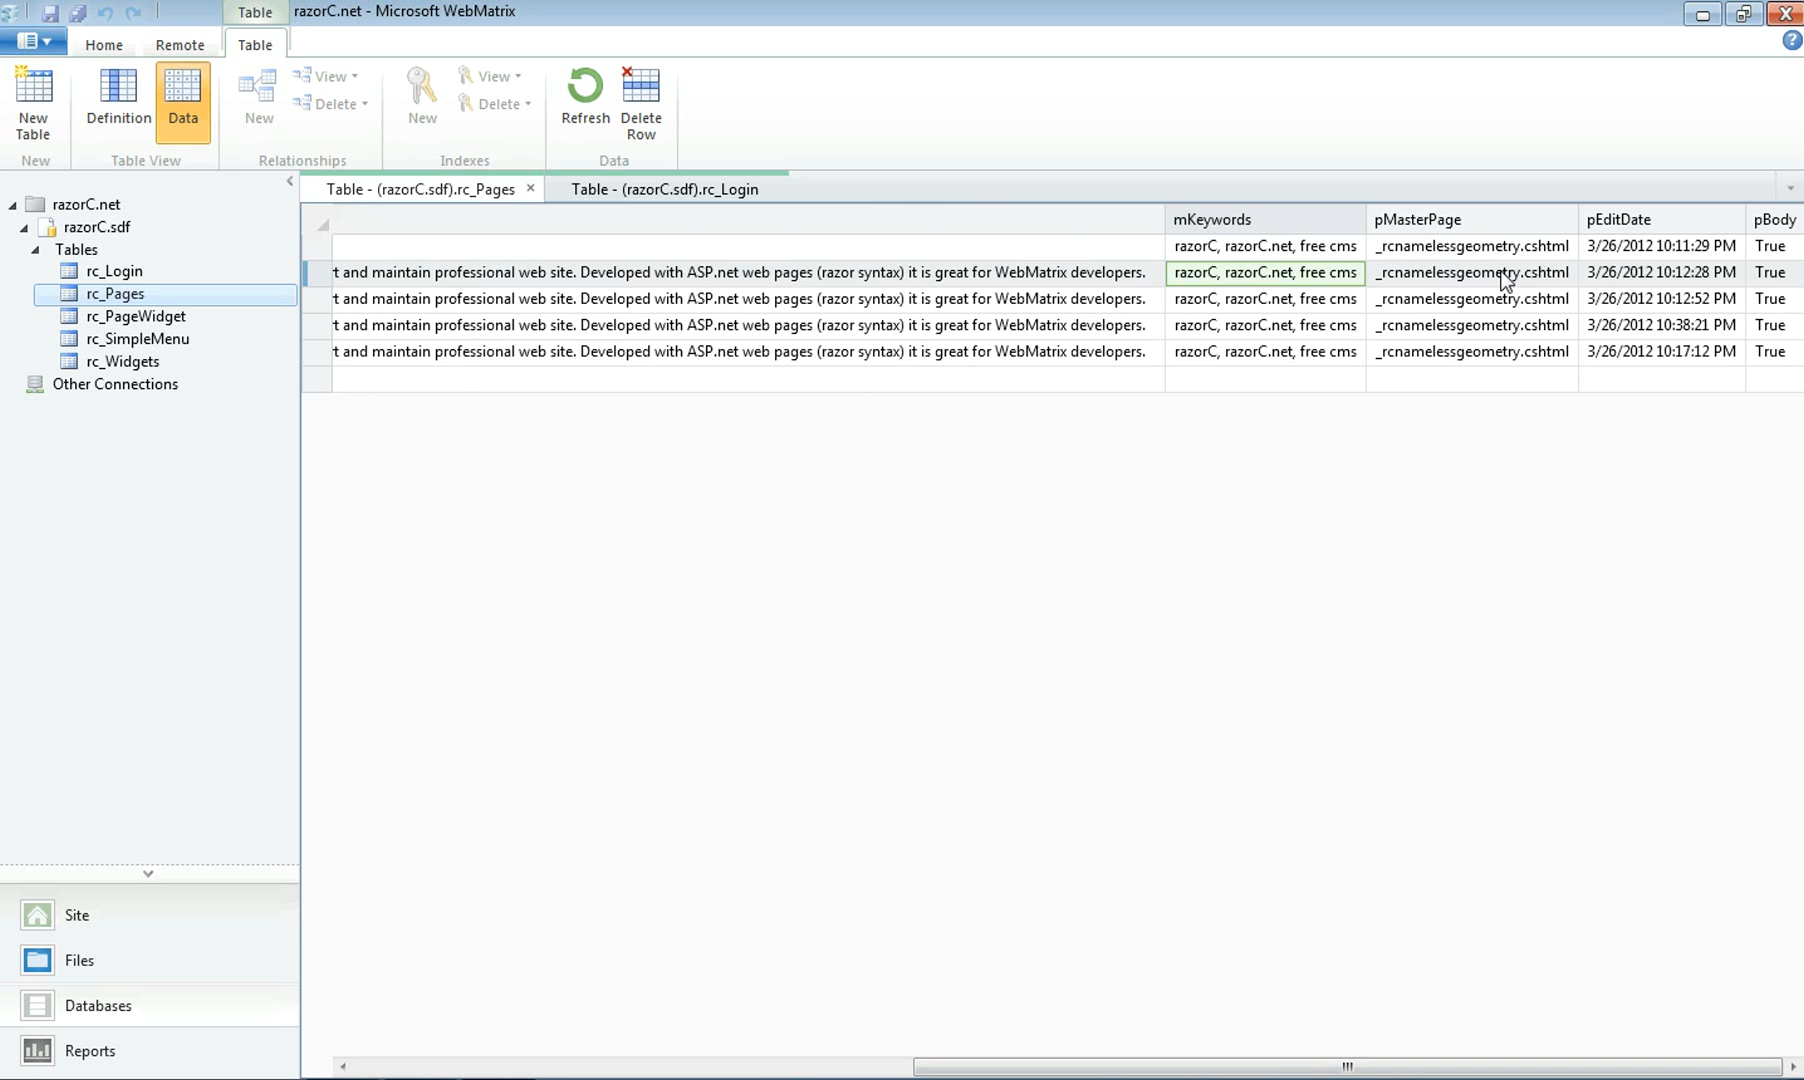 Table razorC.net - Microsoft WebMatrix
Home Remote Table
New Table
Definition
Data
New
View
Delete
New
View
Delete
Refresh
Delete Row
New Table View Relationships Indexes Data
Table - (razorC.sdf).rc_Pages Table - (razorC.sdf).rc_Login
razorC.net
razorC.sdf
Tables
rc_Login
rc_Pages
rc_PageWidget
rc_SimpleMenu
rc_Widgets
Other Connections
mKeywords pMasterPage pEditDate pBody
razorC, razorC.net, free cms _rcnamelessgeometry.cshtml 3/26/2012 10:11:29 PM True
t and maintain professional web site. Developed with ASP.net web pages (razor syntax) it is great for WebMatrix developers. razorC, razorC.net, free cms _rcnamelessgeometry.cshtml 3/26/2012 10:12:28 PM True
t and maintain professional web site. Developed with ASP.net web pages (razor syntax) it is great for WebMatrix developers. razorC, razorC.net, free cms _rcnamelessgeometry.cshtml 3/26/2012 10:12:52 PM True
t and maintain professional web site. Developed with ASP.net web pages (razor syntax) it is great for WebMatrix developers. razorC, razorC.net, free cms _rcnamelessgeometry.cshtml 3/26/2012 10:38:21 PM True
t and maintain professional web site. Developed with ASP.net web pages (razor syntax) it is great for WebMatrix developers. razorC, razorC.net, free cms _rcnamelessgeometry.cshtml 3/26/2012 10:17:12 PM True
Site
Files
Databases
Reports